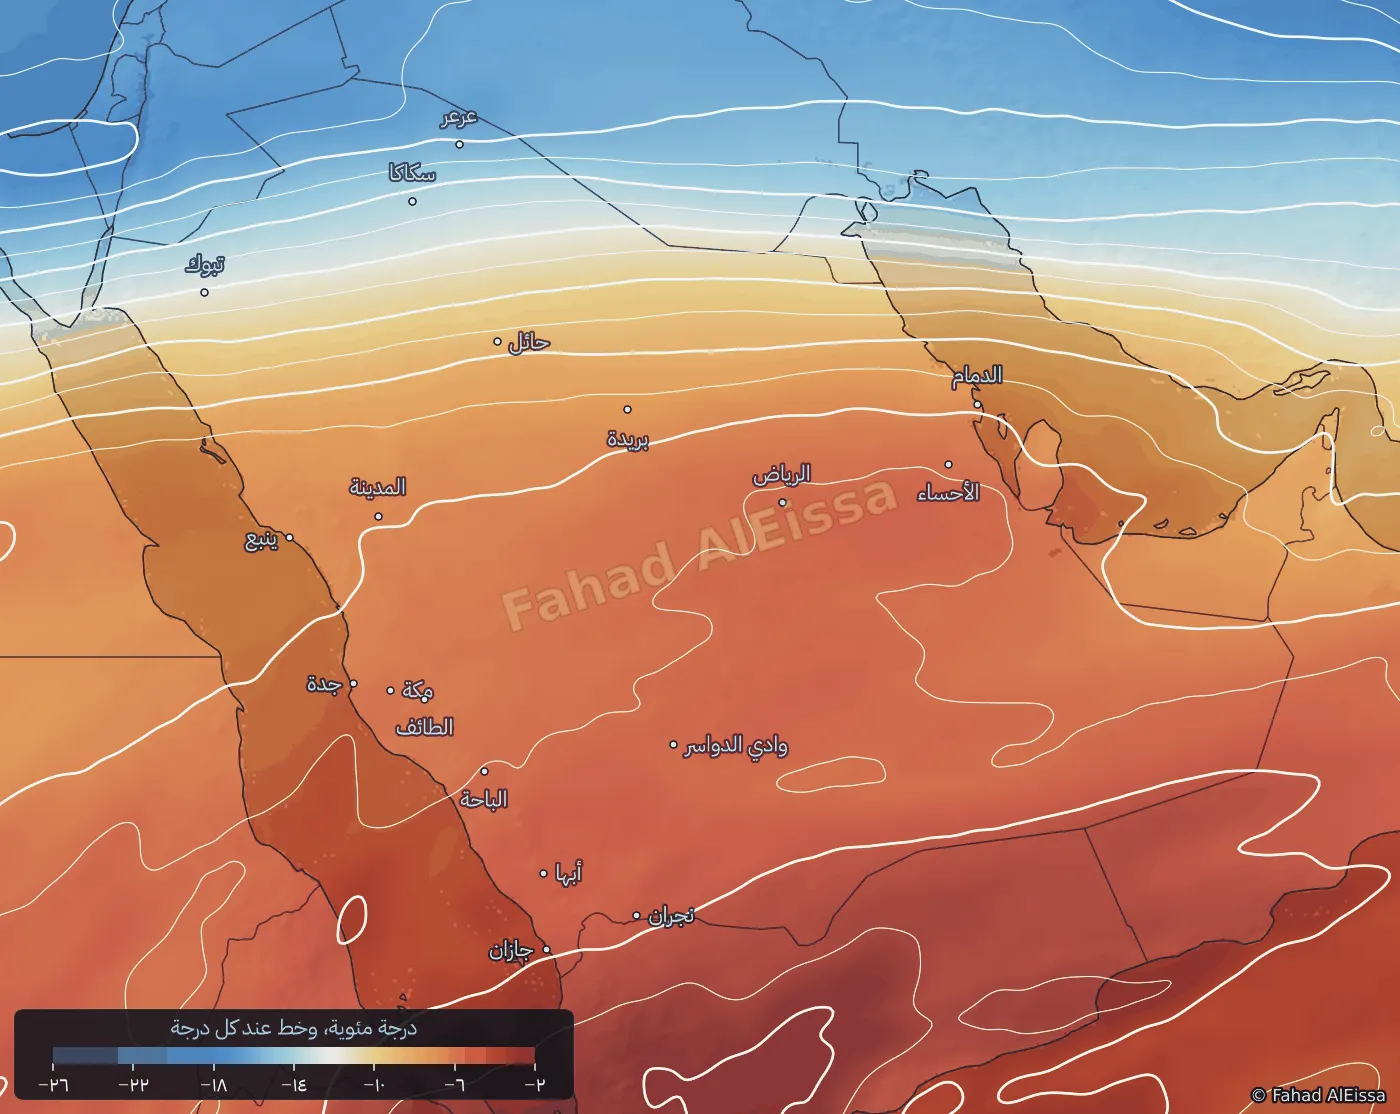 عرعر
سكاكا
تبوك
حائل
الدمام
بريدة
الرياض
الأحساء
المدينة
ينبع
Fahad AlEissa
جدة
مكة
الطائف
وادي الدواسر
الباحة
أبها
نجران
جازان
درجة مئوية، وخط عند كل درجة
−٢٦ −٢٢ −١٨ −١٤ −١٠ −٦ −٢
© Fahad AlEissa